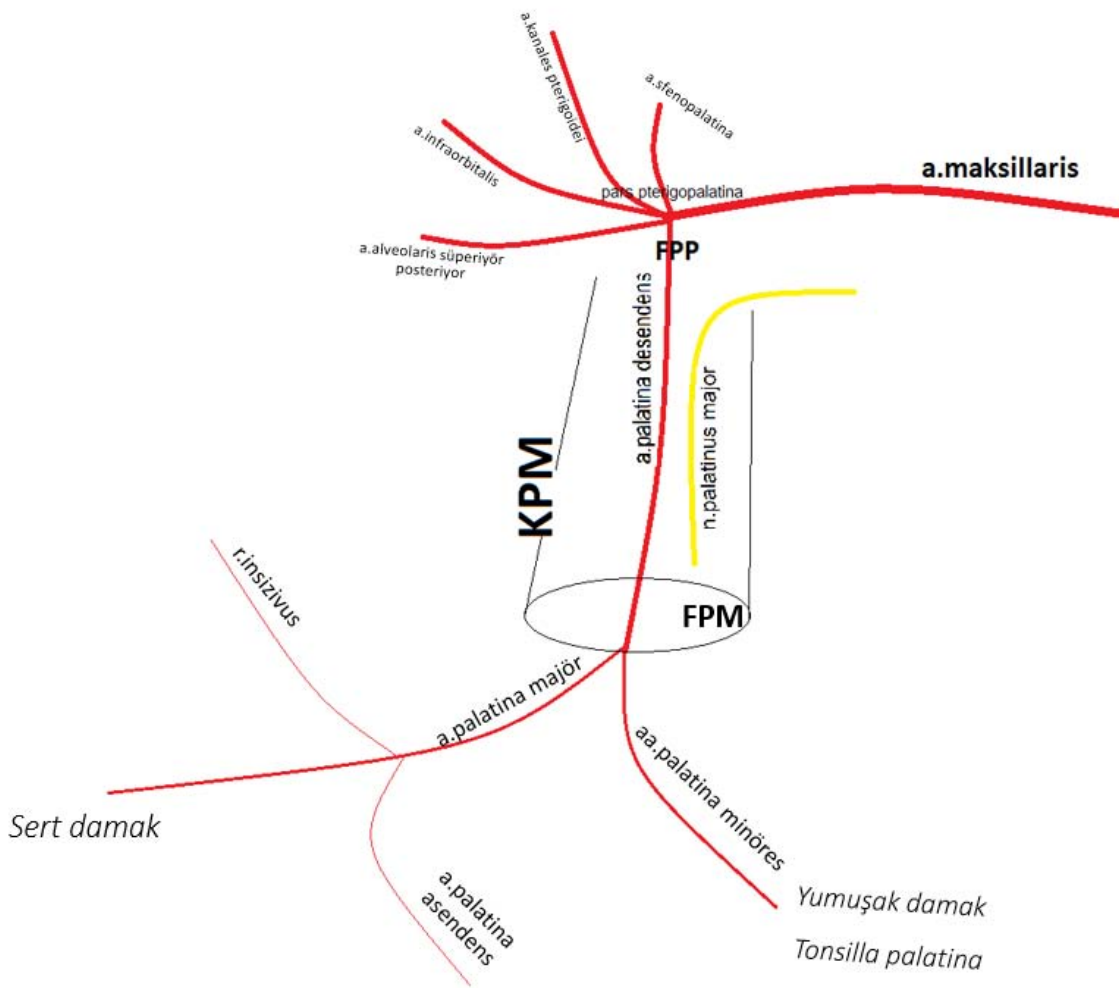 a.kanales pterigoidei
a.sfenopalatina
a.infraorbitalis
a.maksillaris
pars pterigopalatina
a.alveolaris süperiyör
posteriyor
FPP
a.palatina desendens
n.palatinus major
KPM
FPM
r.insizivus
a.palatina majör
aa.palatina minöres
Sert damak
a.palatina
asendens
Yumuşak damak
Tonsilla palatina